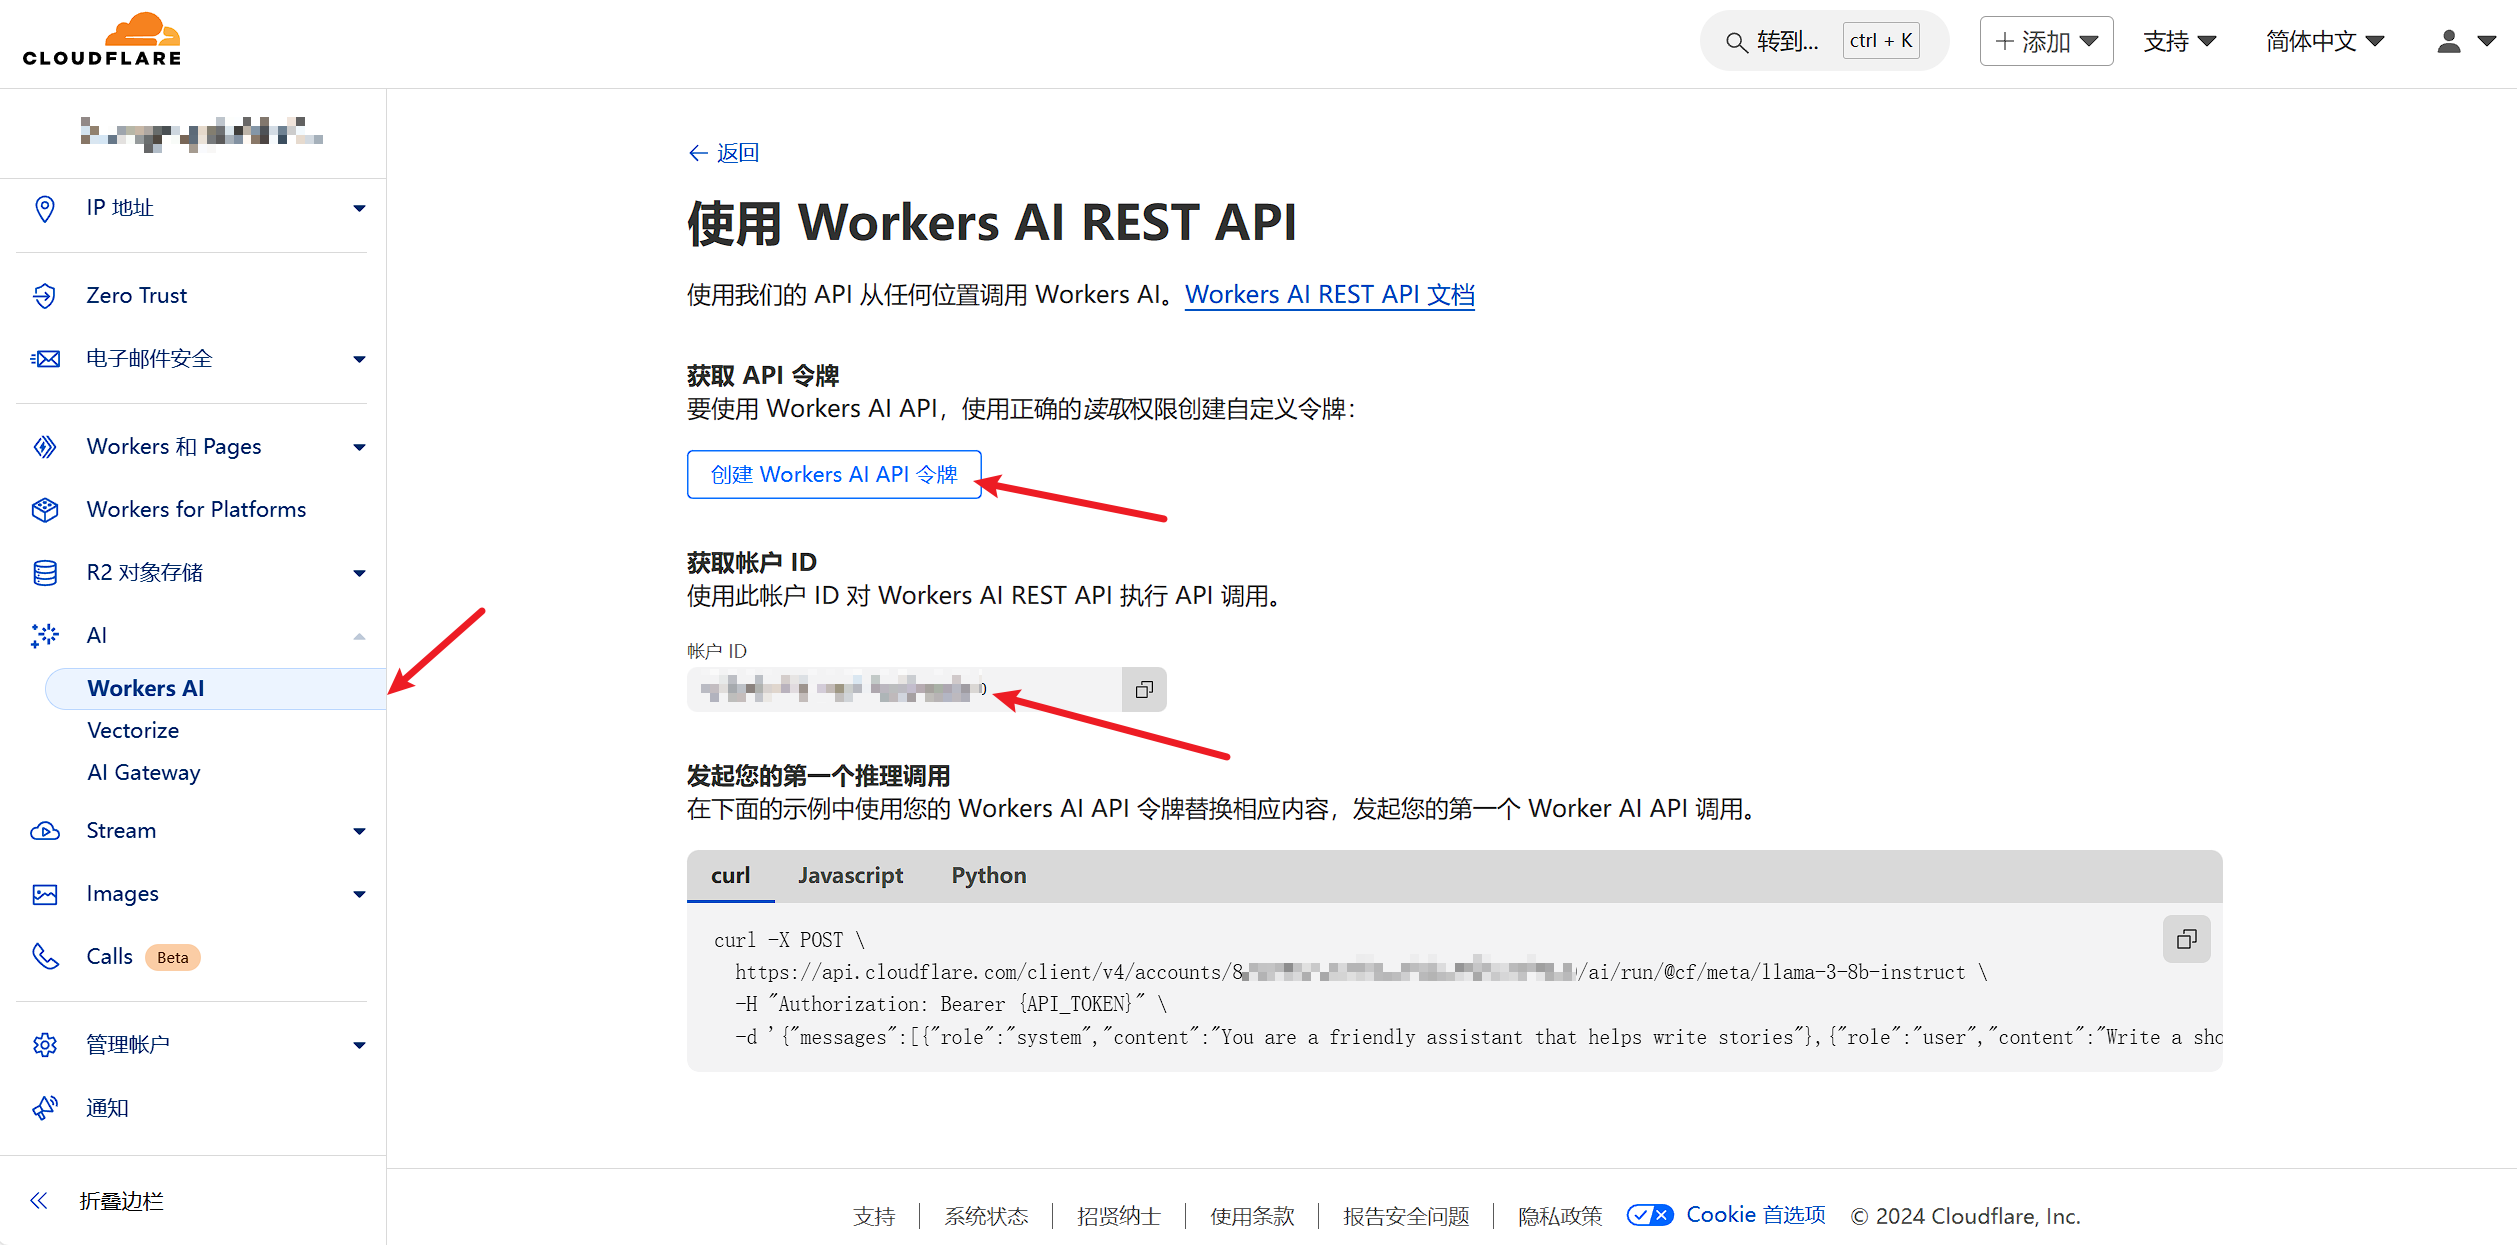 CLOUDFLARE
转到... ctrl + K
添加
支持
简体中文
IP 地址
Zero Trust
电子邮件安全
Workers 和 Pages
Workers for Platforms
R2 对象存储
AI
Workers AI
Vectorize
AI Gateway
Stream
Images
Calls Beta
管理帐户
通知
折叠边栏
返回
使用 Workers AI REST API
使用我们的 API 从任何位置调用 Workers AI。Workers AI REST API 文档
获取 API 令牌
要使用 Workers AI API，使用正确的读取权限创建自定义令牌：
创建 Workers AI API 令牌
获取帐户 ID
使用此帐户 ID 对 Workers AI REST API 执行 API 调用。
帐户 ID
发起您的第一个推理调用
在下面的示例中使用您的 Workers AI API 令牌替换相应内容，发起您的第一个 Worker AI API 调用。
curl Javascript Python
curl -X POST \
https://api.cloudflare.com/client/v4/accounts/8 /ai/run/@cf/meta/llama-3-8b-instruct \
-H "Authorization: Bearer {API_TOKEN}" \
-d '{"messages":[{"role":"system","content":"You are a friendly assistant that helps write stories"},{"role":"user","content":"Write a sho
支持 系统状态 招贤纳士 使用条款 报告安全问题 隐私政策 Cookie 首选项 © 2024 Cloudflare, Inc.